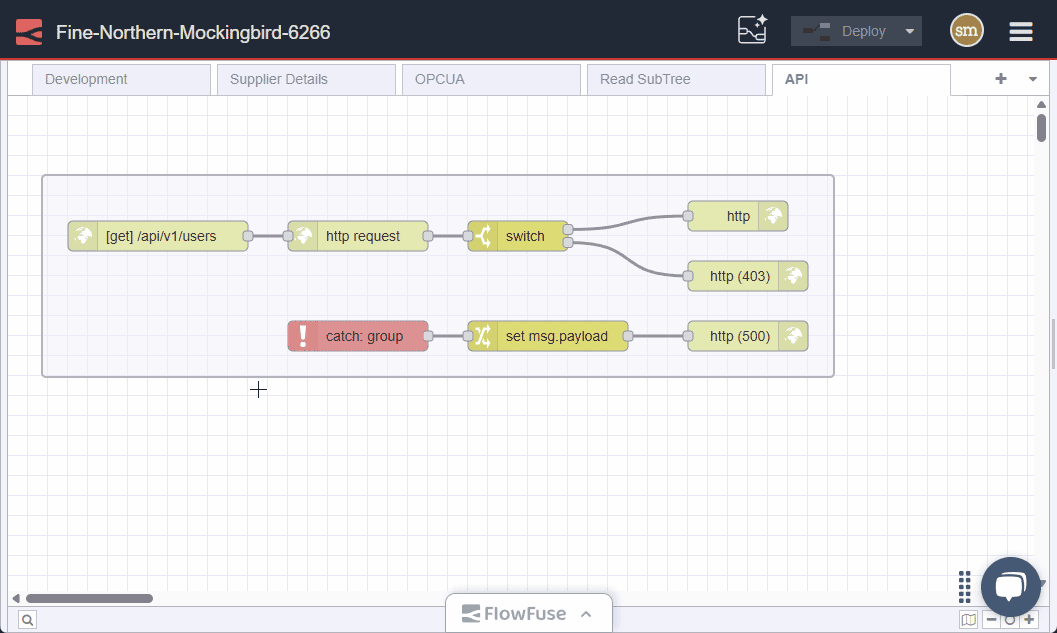 Fine-Northern-Mockingbird-6266
Deploy
sm
Development
Supplier Details
OPCUA
Read SubTree
API
[get] /api/v1/users
http request
switch
http
http (403)
catch: group
set msg.payload
http (500)
FlowFuse